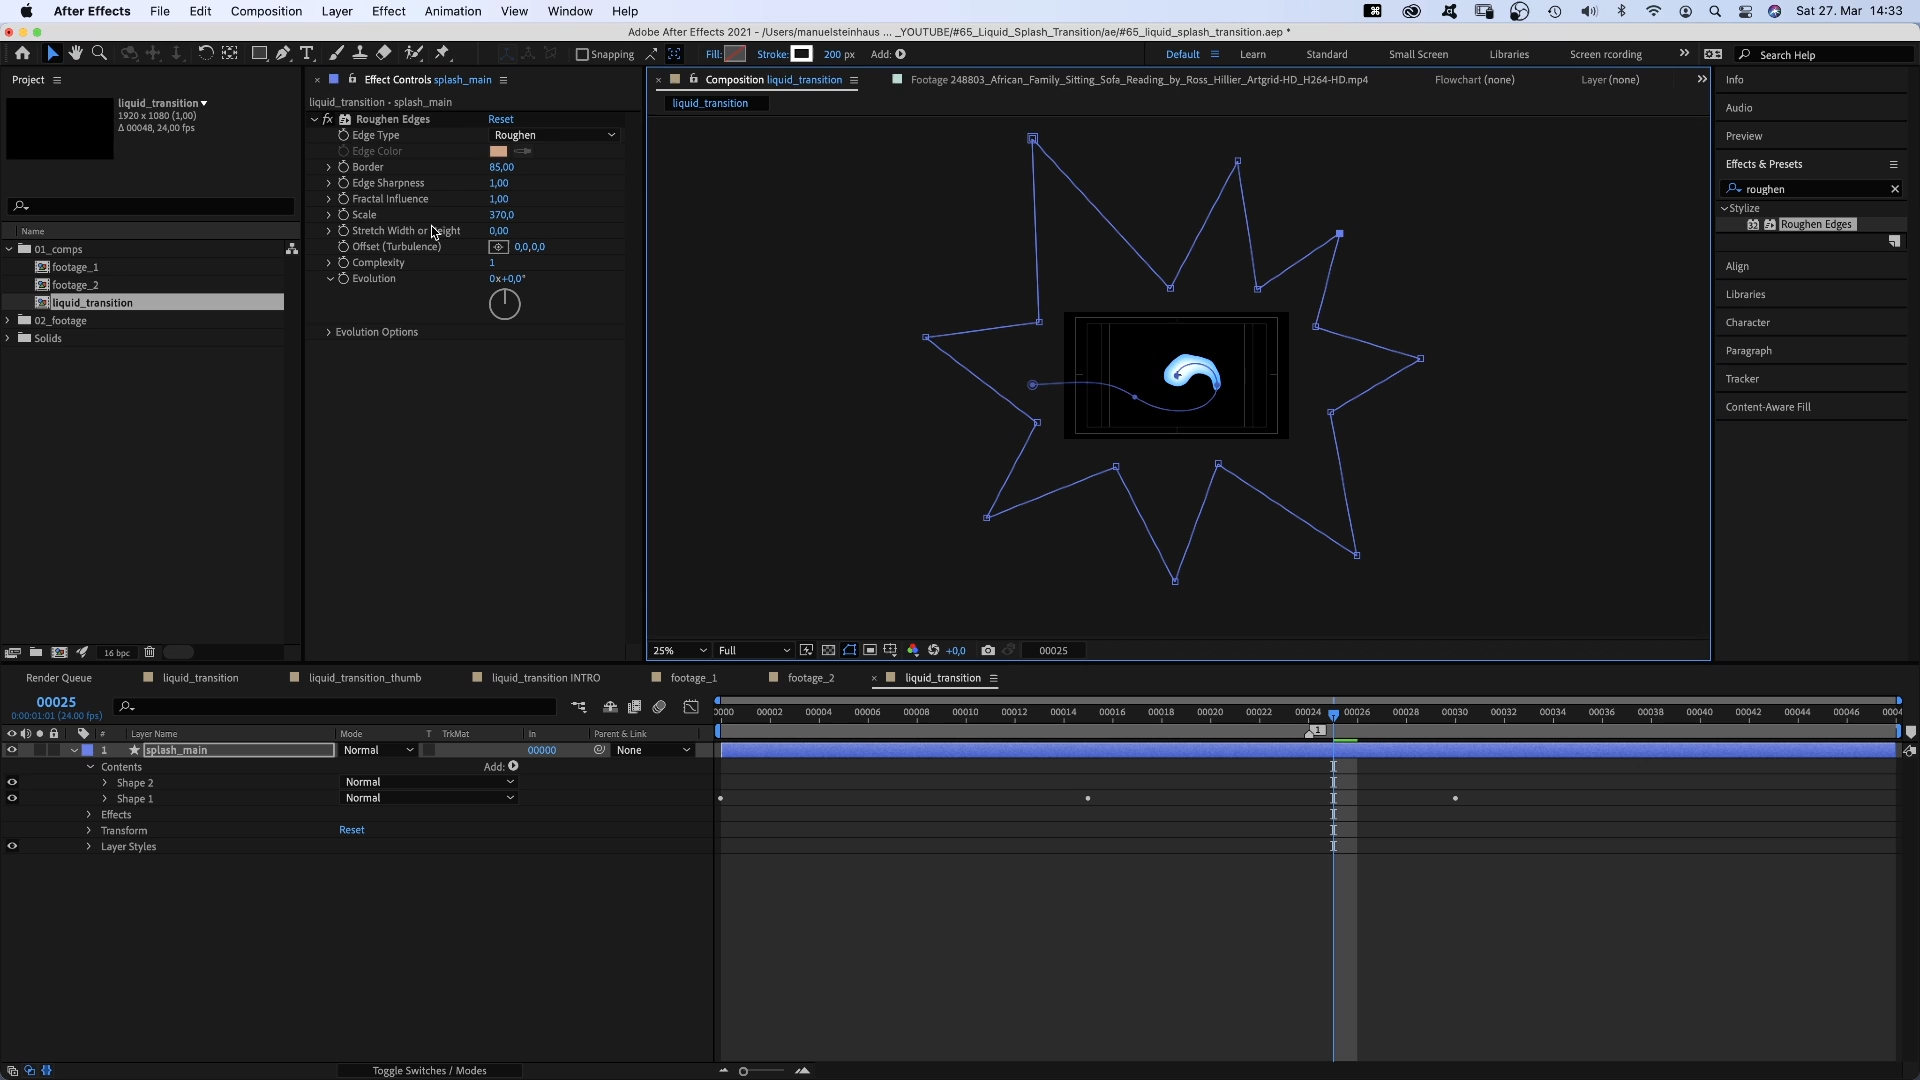 After Effects File Edit Composition Layer Effect Animation View Window Help Sat 27. Mar 14:33
Adobe After Effects 2021 - /Users/manuelsteinhaus ... _YOUTUBE/#65_Liquid_Splash_Transition/ae/#65_liquid_splash_transition.aep *
Snapping Fill: Stroke: 200 px Add: Default Learn Standard Small Screen Libraries Screen rcording Search Help
Project Effect Controls splash_main Composition liquid_transition Footage 248803_African_Family_Sitting_Sofa_Reading_by_Ross_Hillier_Artgrid-HD_H264-HD.mp4 Flowchart (none) Layer (none) Info
liquid_transition liquid_transition • splash_main liquid_transition
1920 x 1080 (1,00)
Δ 00048, 24,00 fps
Audio
Preview
Effects & Presets
roughen
Stylize
32 Roughen Edges
Align
Libraries
Character
Paragraph
Tracker
Content-Aware Fill
fx Roughen Edges Reset
Edge Type Roughen
Edge Color
Border 85,00
Edge Sharpness 1,00
Fractal Influence 1,00
Scale 370,0
Stretch Width or eight 0,00
Offset (Turbulence) 0,0,0,0
Complexity 1
Evolution 0x+0,0°
Evolution Options
Name
01_comps
footage_1
footage_2
liquid_transition
02_footage
Solids
16 bpc 25% Full +0,0 00025
Render Queue liquid_transition liquid_transition_thumb liquid_transition INTRO footage_1 footage_2 liquid_transition
00025
0:00:01:01 (24.00 fps)
0000 00002 00004 00006 00008 00010 00012 00014 00016 00018 00020 00022 00024 00026 00028 00030 00032 00034 00036 00038 00040 00042 00044 00046 0004
# Layer Name Mode T TrkMat In Parent & Link 1
1 splash_main Normal 00000 None
Contents Add:
Shape 2 Normal
Shape 1 Normal
Effects
Transform Reset
Layer Styles
Toggle Switches / Modes